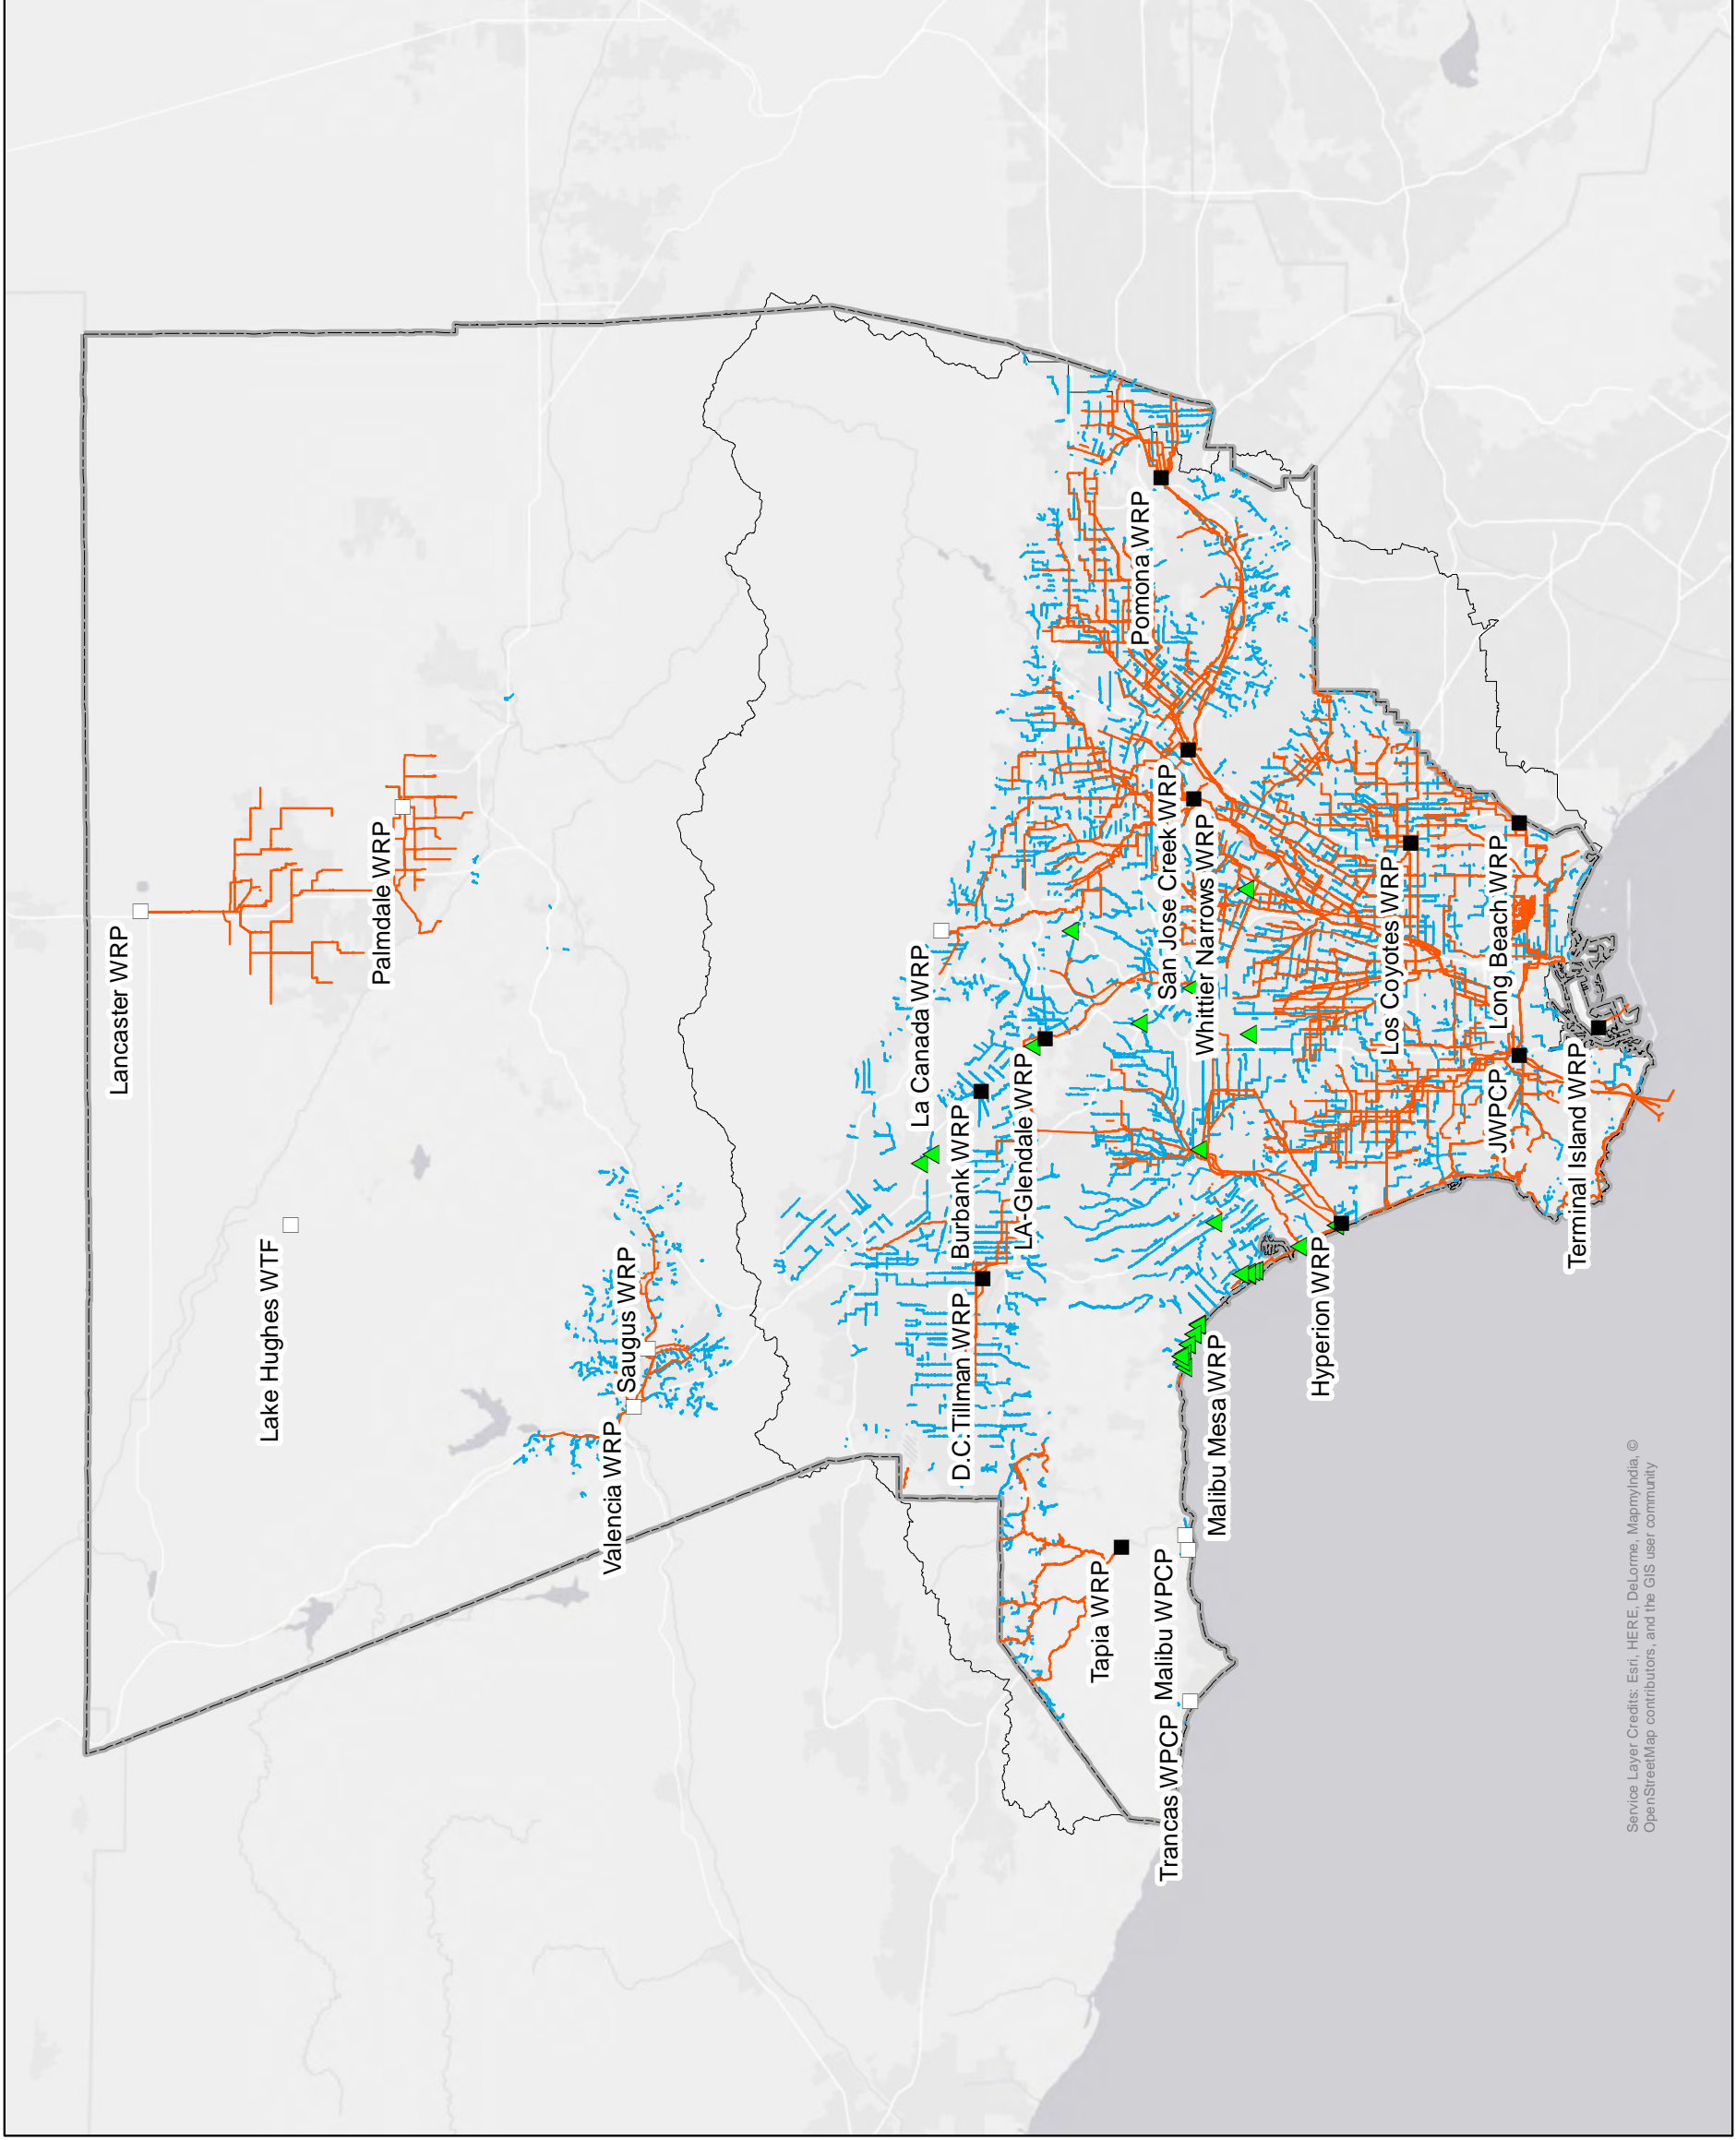 Lancaster WRP
Lake Hughes WTF
Palmdale WRP
Saugus WRP
Valencia WRP
La Canada WRP
Burbank WRP
D.C.Tillman WRP
LA-Glendale WRP
Pomona WRP
Tapia WRP
San Jose Creek WRP
Whittier Narrows WRP
Malibu WPCP
Trancas WPCP
Malibu Mesa WRP
Hyperion WRP
Los Coyotes WRP
Long Beach WRP
JWPCP
Terminal Island WRP
Service Layer Credits: Esri, HERE, DeLorme, MapmyIndia, ©
OpenStreetMap contributors, and the GIS user community